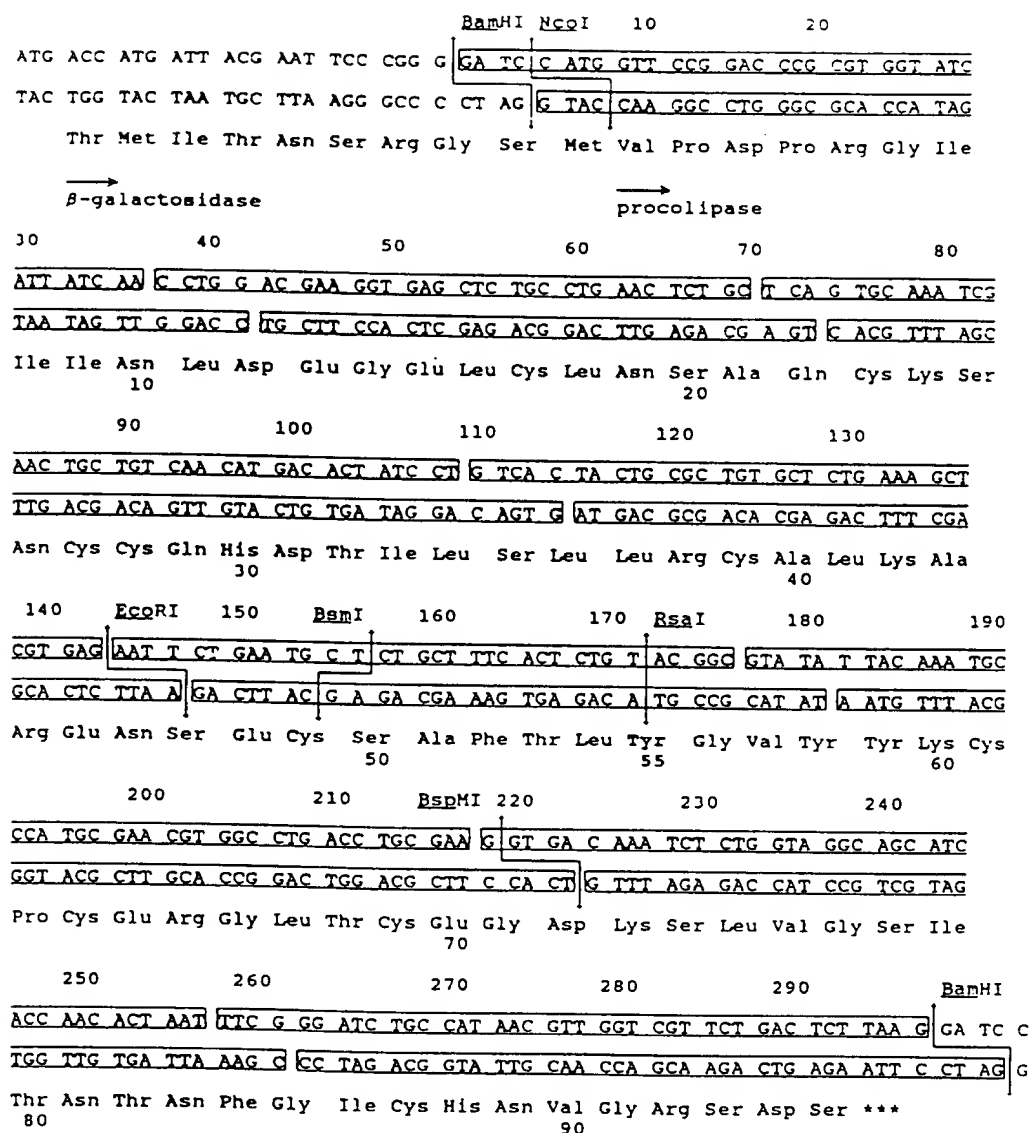 BamHI NcoI 10 20
ATG ACC ATG ATT ACG AAT TCC CGG G GA TC C ATG GTT CCG GAC CCG CGT GGT ATC
TAC TGG TAC TAA TGC TTA AGG GCC C CT AG G TAC CAA GGC CTG GGC GCA CCA TAG
Thr Met Ile Thr Asn Ser Arg Gly Ser Met Val Pro Asp Pro Arg Gly Ile
β-galactosidase procolipase
30 40 50 60 70 80
ATT ATC AA C CTG G AC GAA GGT GAG CTC TGC CTG AAC TCT GC T CA G TGC AAA TCG
TAA TAG TT G GAC C TG CTT CCA CTC GAG ACG GAC TTG AGA CG A GT C ACG TTT AGC
Ile Ile Asn Leu Asp Glu Gly Glu Leu Cys Leu Asn Ser Ala Gln Cys Lys Ser
10 20
90 100 110 120 130
AAC TGC TGT CAA CAT GAC ACT ATC CT G TCA C TA CTG CGC TGT GCT CTG AAA GCT
TTG ACG ACA GTT GTA CTG TGA TAG GA C AGT G AT GAC GCG ACA CGA GAC TTT CGA
Asn Cys Cys Gln His Asp Thr Ile Leu Ser Leu Leu Arg Cys Ala Leu Lys Ala
30 40
140 EcoRI 150 BsmI 160 170 RsaI 180 190
CGT GAG AAT T CT GAA TG C T CT GCT TTC ACT CTG T AC GGC GTA TA T TAC AAA TGC
GCA CTC TTA A GA CTT AC G A GA CGA AAG TGA GAC A TG CCG CAT AT A ATG TTT ACG
Arg Glu Asn Ser Glu Cys Ser Ala Phe Thr Leu Tyr Gly Val Tyr Tyr Lys Cys
50 55 60
200 210 BspMI 220 230 240
CCA TGC GAA CGT GGC CTG ACC TGC GAA G GT GA C AAA TCT CTG GTA GGC AGC ATC
GGT ACG CTT GCA CCG GAC TGG ACG CTT C CA CT G TTT AGA GAC CAT CCG TCG TAG
Pro Cys Glu Arg Gly Leu Thr Cys Glu Gly Asp Lys Ser Leu Val Gly Ser Ile
70
250 260 270 280 290 BamHI
ACC AAC ACT AAT TTC G GG ATC TGC CAT AAC GTT GGT CGT TCT GAC TCT TAA G GA TC C
TGG TTG TGA TTA AAG C CC TAG ACG GTA TTG CAA CCA GCA AGA CTG AGA ATT C CT AG G
Thr Asn Thr Asn Phe Gly Ile Cys His Asn Val Gly Arg Ser Asp Ser ***
80 90